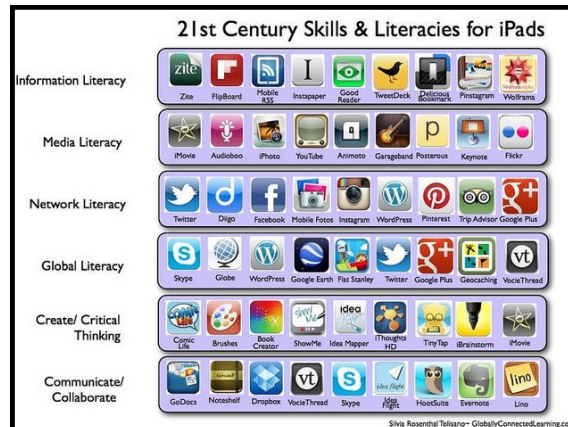 21st Century Skills & Literacies for iPads
Information Literacy
zite
Zite FlipBoard Mobile RSS Instapaper Good Reader TweetDeck Delicious Bookmark Pinstagram Wolframa
Media Literacy
iMovie Audioboo iPhoto YouTube Animoto Garageband Posterous Keynote Flickr
Network Literacy
Twitter Diigo Facebook Mobile Fotos Instagram WordPress Pinterest Trip Advisor Google Plus
Global Literacy
Skype Globe WordPress Google Earth Flat Stanley Twitter Google Plus Geocaching VocieThread
Create/ Critical
Thinking
Comic Life Brushes Book Creator ShowMe Idea Mapper iThoughts HD TinyTap iBrainstorm iMovie
Communicate/
Collaborate
GoDocs Noteshelf Dropbox VocieThread Skype Idea Flight HootSuite Evernote Lino
Silvia Rosenthal Tolisano~ GloballyConnectedLearning.com